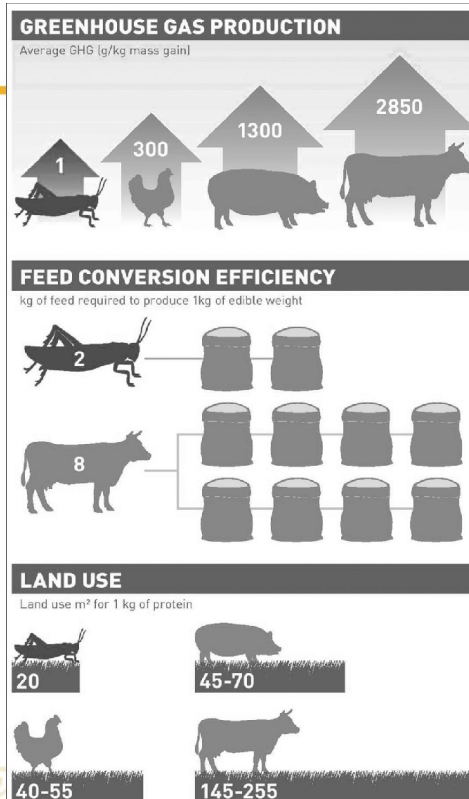 GREENHOUSE GAS PRODUCTION
Average GHG (g/kg mass gain)
1
300
1300
2850
FEED CONVERSION EFFICIENCY
kg of feed required to produce 1kg of edible weight
2
8
LAND USE
Land use m² for 1 kg of protein
20
45-70
40-55
145-255